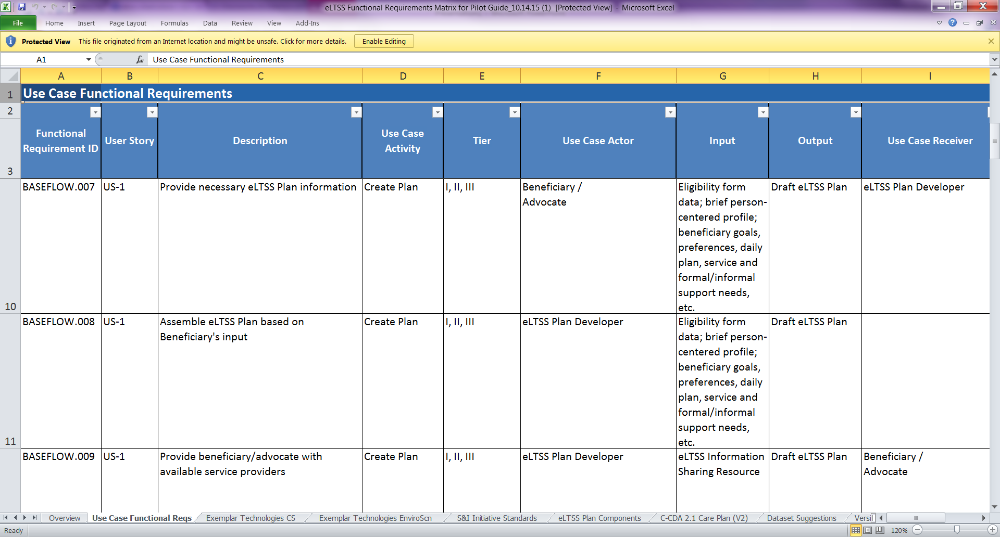 eLTSS Functional Requirements Matrix for Pilot Guide_10.14.15 (1) [Protected View] - Microsoft Excel
File Home Insert Page Layout Formulas Data Review View Add-Ins
Protected View This file originated from an Internet location and might be unsafe. Click for more details. Enable Editing
A1 fx Use Case Functional Requirements
A B C D E F G H I
1 Use Case Functional Requirements
2
3
Functional
Requirement ID
User Story
Description
Use Case
Activity
Tier
Use Case Actor
Input
Output
Use Case Receiver
10
BASEFLOW.007
US-1
Provide necessary eLTSS Plan information
Create Plan
I, II, III
Beneficiary /
Advocate
Eligibility form
data; brief person-
centered profile;
beneficiary goals,
preferences, daily
plan, service and
formal/informal
support needs,
etc.
Draft eLTSS Plan
eLTSS Plan Developer
11
BASEFLOW.008
US-1
Assemble eLTSS Plan based on
Beneficiary's input
Create Plan
I, II, III
eLTSS Plan Developer
Eligibility form
data; brief person-
centered profile;
beneficiary goals,
preferences, daily
plan, service and
formal/informal
support needs,
etc.
Draft eLTSS Plan
BASEFLOW.009
US-1
Provide beneficiary/advocate with
available service providers
Create Plan
I, II, III
eLTSS Plan Developer
eLTSS Information
Sharing Resource
Draft eLTSS Plan
Beneficiary /
Advocate
Overview Use Case Functional Reqs Exemplar Technologies CS Exemplar Technologies EnviroScn S&I Initiative Standards eLTSS Plan Components C-CDA 2.1 Care Plan (V2) Dataset Suggestions Versi
Ready 120%